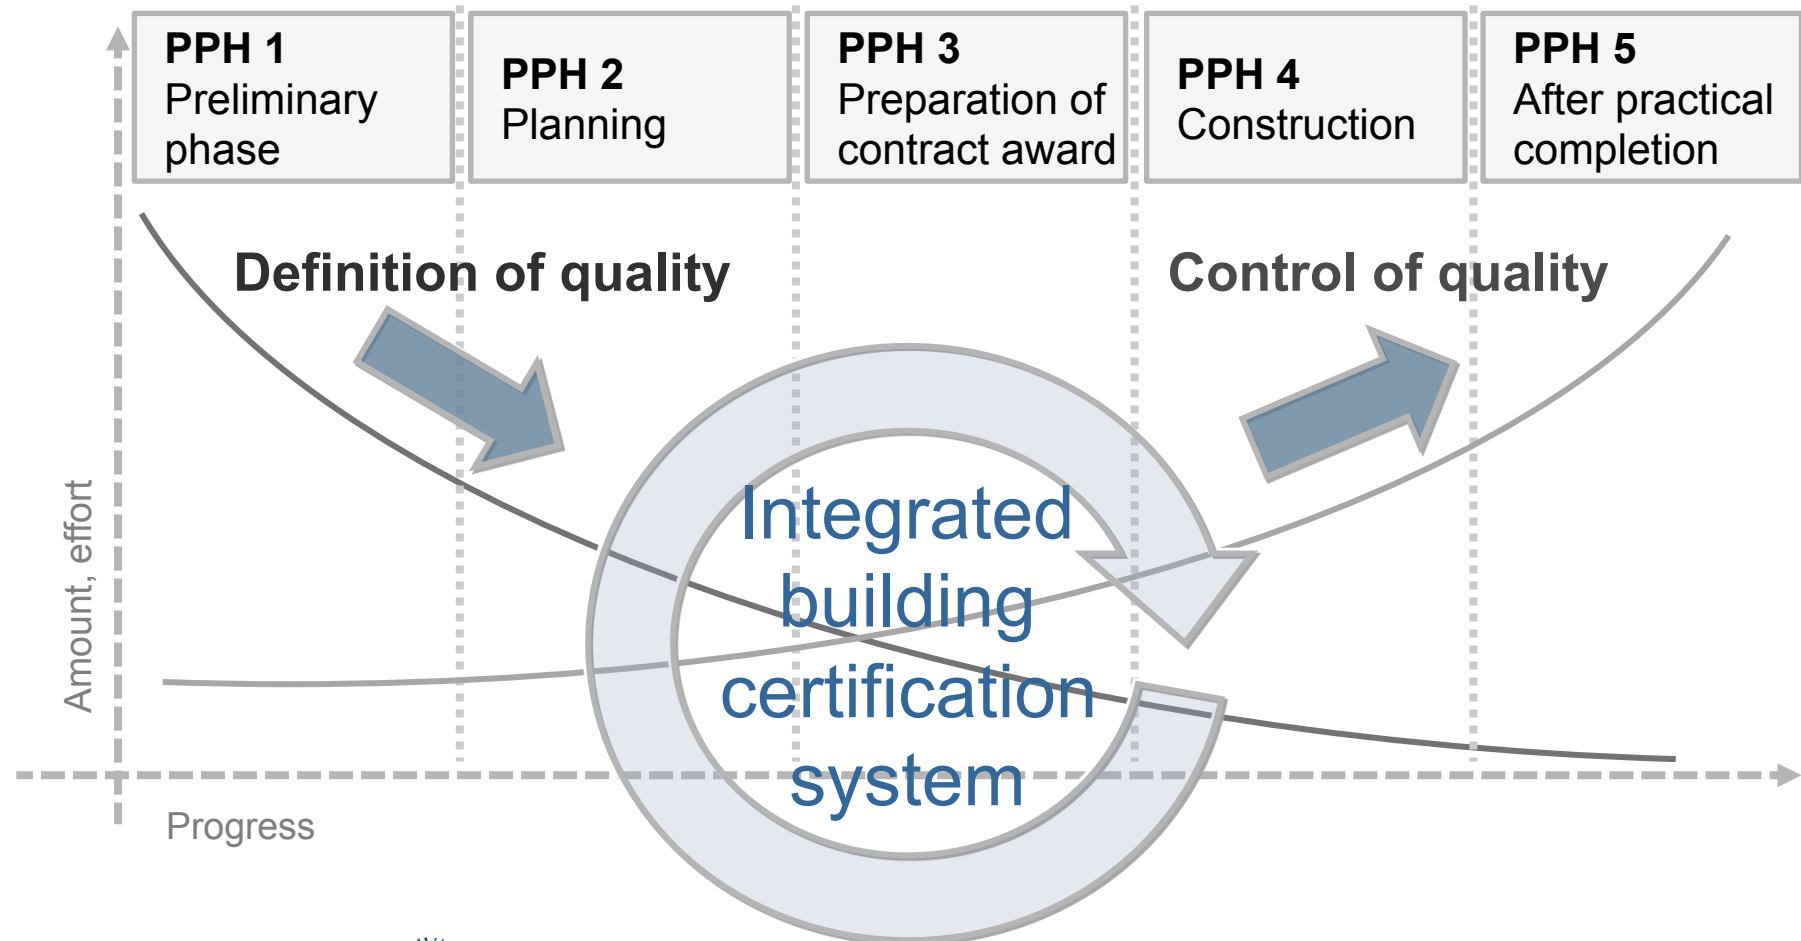 PPH 1
Preliminary
phase
PPH 2
Planning
PPH 3
Preparation of
contract award
PPH 4
Construction
PPH 5
After practical
completion
Definition of quality
Control of quality
Integrated
building
certification
system
Amount, effort
Progress